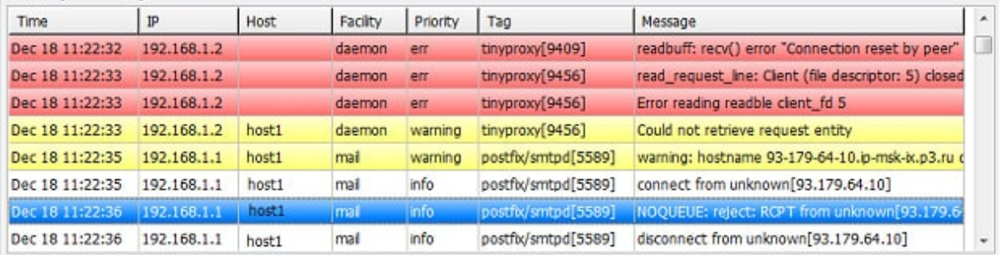 Time IP Host Facility Priority Tag Message
Dec 18 11:22:32 192.168.1.2 daemon err tinyproxy[9409] readbuff: recv() error "Connection reset by peer"
Dec 18 11:22:33 192.168.1.2 daemon err tinyproxy[9456] read_request_line: Client (file descriptor: 5) closed
Dec 18 11:22:33 192.168.1.2 daemon err tinyproxy[9456] Error reading readble client_fd 5
Dec 18 11:22:33 192.168.1.2 host1 daemon warning tinyproxy[9456] Could not retrieve request entity
Dec 18 11:22:35 192.168.1.1 host1 mail warning postfix/smtpd[5589] warning: hostname 93-179-64-10.ip-msk-ix.p3.ru
Dec 18 11:22:35 192.168.1.1 host1 mail info postfix/smtpd[5589] connect from unknown[93.179.64.10]
Dec 18 11:22:36 192.168.1.1 host1 mail info postfix/smtpd[5589] NOQUEUE: reject: RCPT from unknown[93.179.6
Dec 18 11:22:36 192.168.1.1 host1 mail info postfix/smtpd[5589] disconnect from unknown[93.179.64.10]